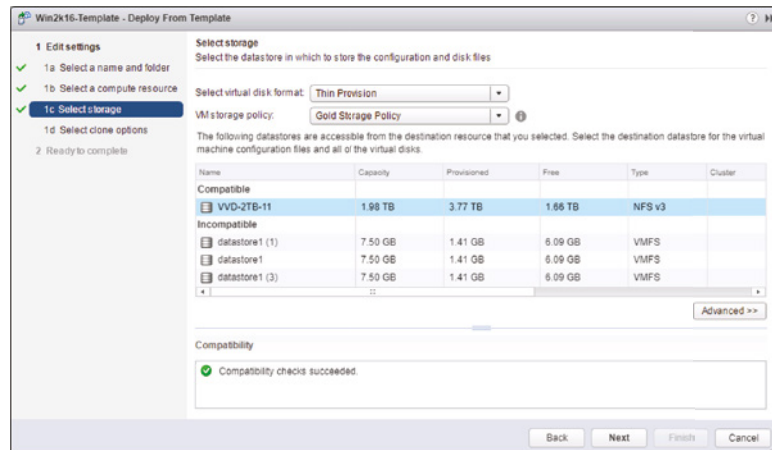 Win2k16-Template - Deploy From Template
1 Edit settings
1a Select a name and folder
1b Select a compute resource
1c Select storage
1d Select clone options
2 Ready to complete
Select storage
Select the datastore in which to store the configuration and disk files
Select virtual disk format: Thin Provision
VM storage policy: Gold Storage Policy
The following datastores are accessible from the destination resource that you selected. Select the destination datastore for the virtual
machine configuration files and all of the virtual disks.
Name Capacity Provisioned Free Type Cluster
Compatible
VVD-2TB-11 1.98 TB 3.77 TB 1.66 TB NFS v3
Incompatible
datastore1 (1) 7.50 GB 1.41 GB 6.09 GB VMFS
datastore1 7.50 GB 1.41 GB 6.09 GB VMFS
datastore1 (3) 7.50 GB 1.41 GB 6.09 GB VMFS
Advanced >>
Compatibility
Compatibility checks succeeded.
Back Next Finish Cancel